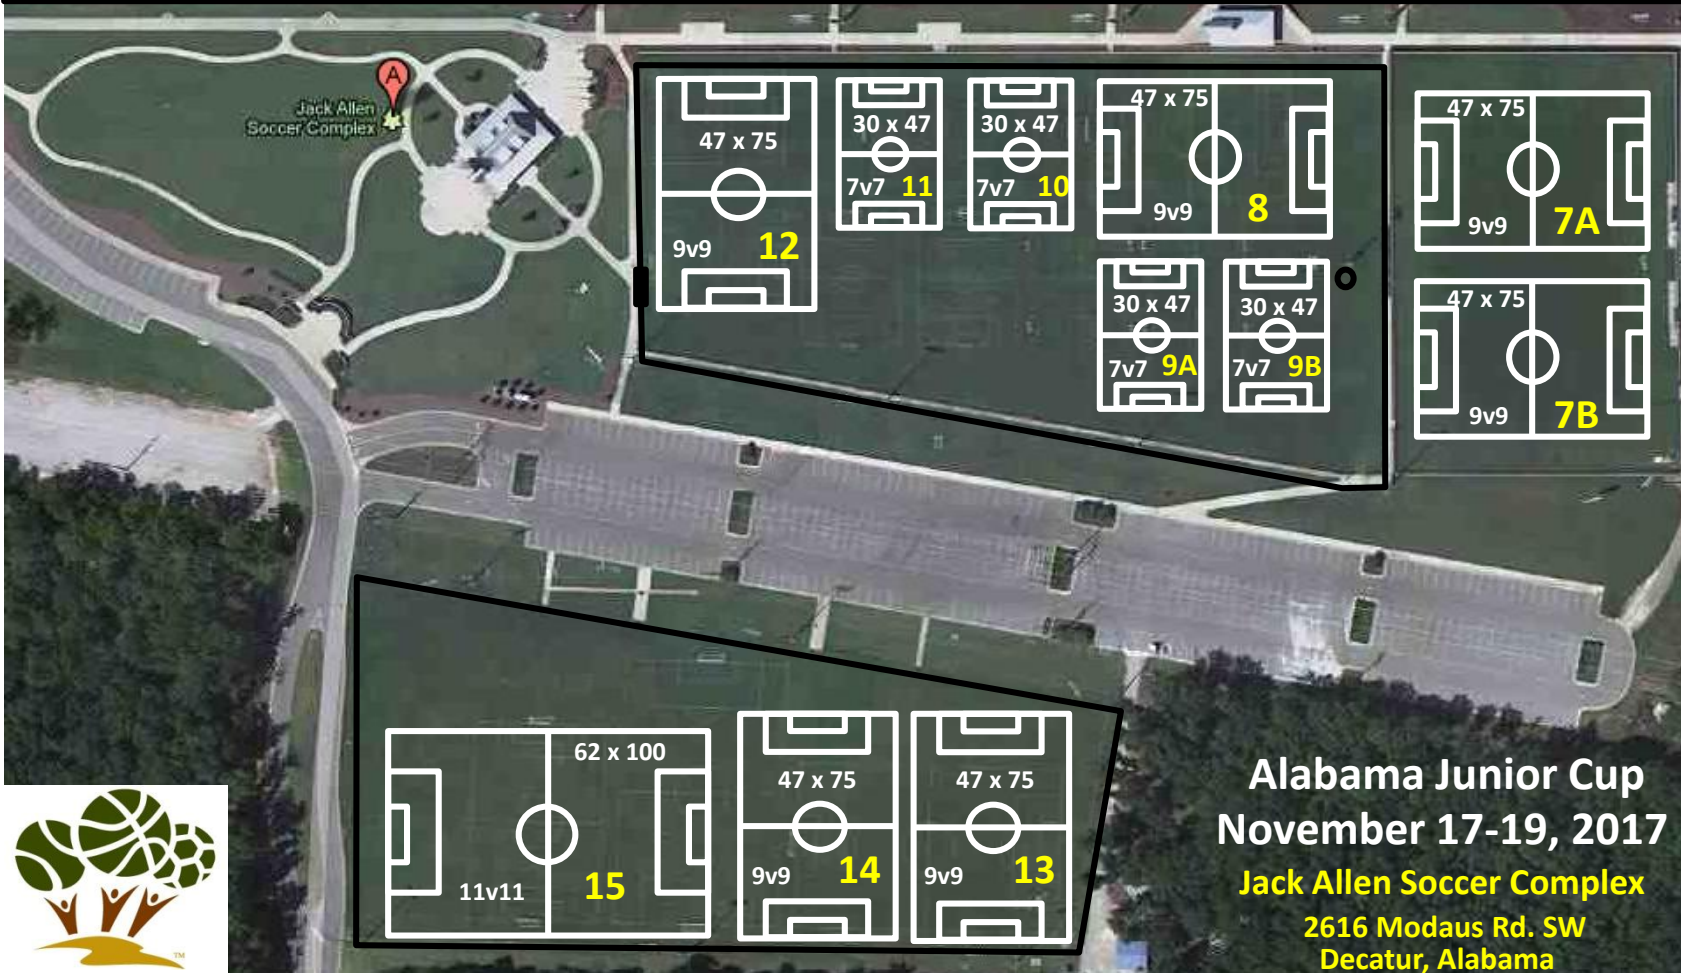 Jack Allen
Soccer Complex
A
47 x 75
9v9
12
30 x 47
7v7
11
30 x 47
7v7
10
47 x 75
9v9
8
47 x 75
9v9
7A
30 x 47
7v7
9A
30 x 47
7v7
9B
47 x 75
9v9
7B
62 x 100
11v11
15
47 x 75
9v9
14
47 x 75
9v9
13
Alabama Junior Cup
November 17-19, 2017
Jack Allen Soccer Complex
2616 Modaus Rd. SW
Decatur, Alabama
TM